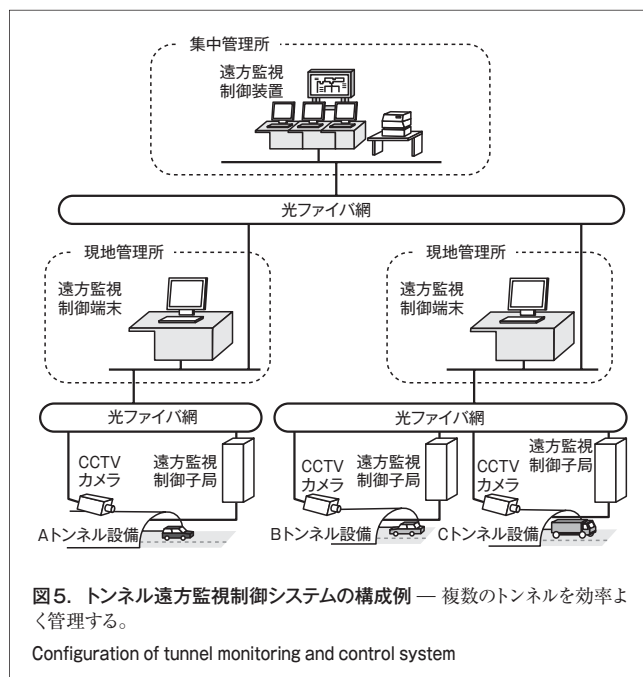 集中管理所
遠方監視
制御装置
光ファイバ網
現地管理所
遠方監視
制御端末
現地管理所
遠方監視
制御端末
光ファイバ網
CCTV
カメラ
遠方監視
制御子局
Aトンネル設備
光ファイバ網
CCTV
カメラ
遠方監視
制御子局
Bトンネル設備
CCTV
カメラ
遠方監視
制御子局
Cトンネル設備
図5. トンネル遠方監視制御システムの構成例 — 複数のトンネルを効率よ
く管理する。
Configuration of tunnel monitoring and control system